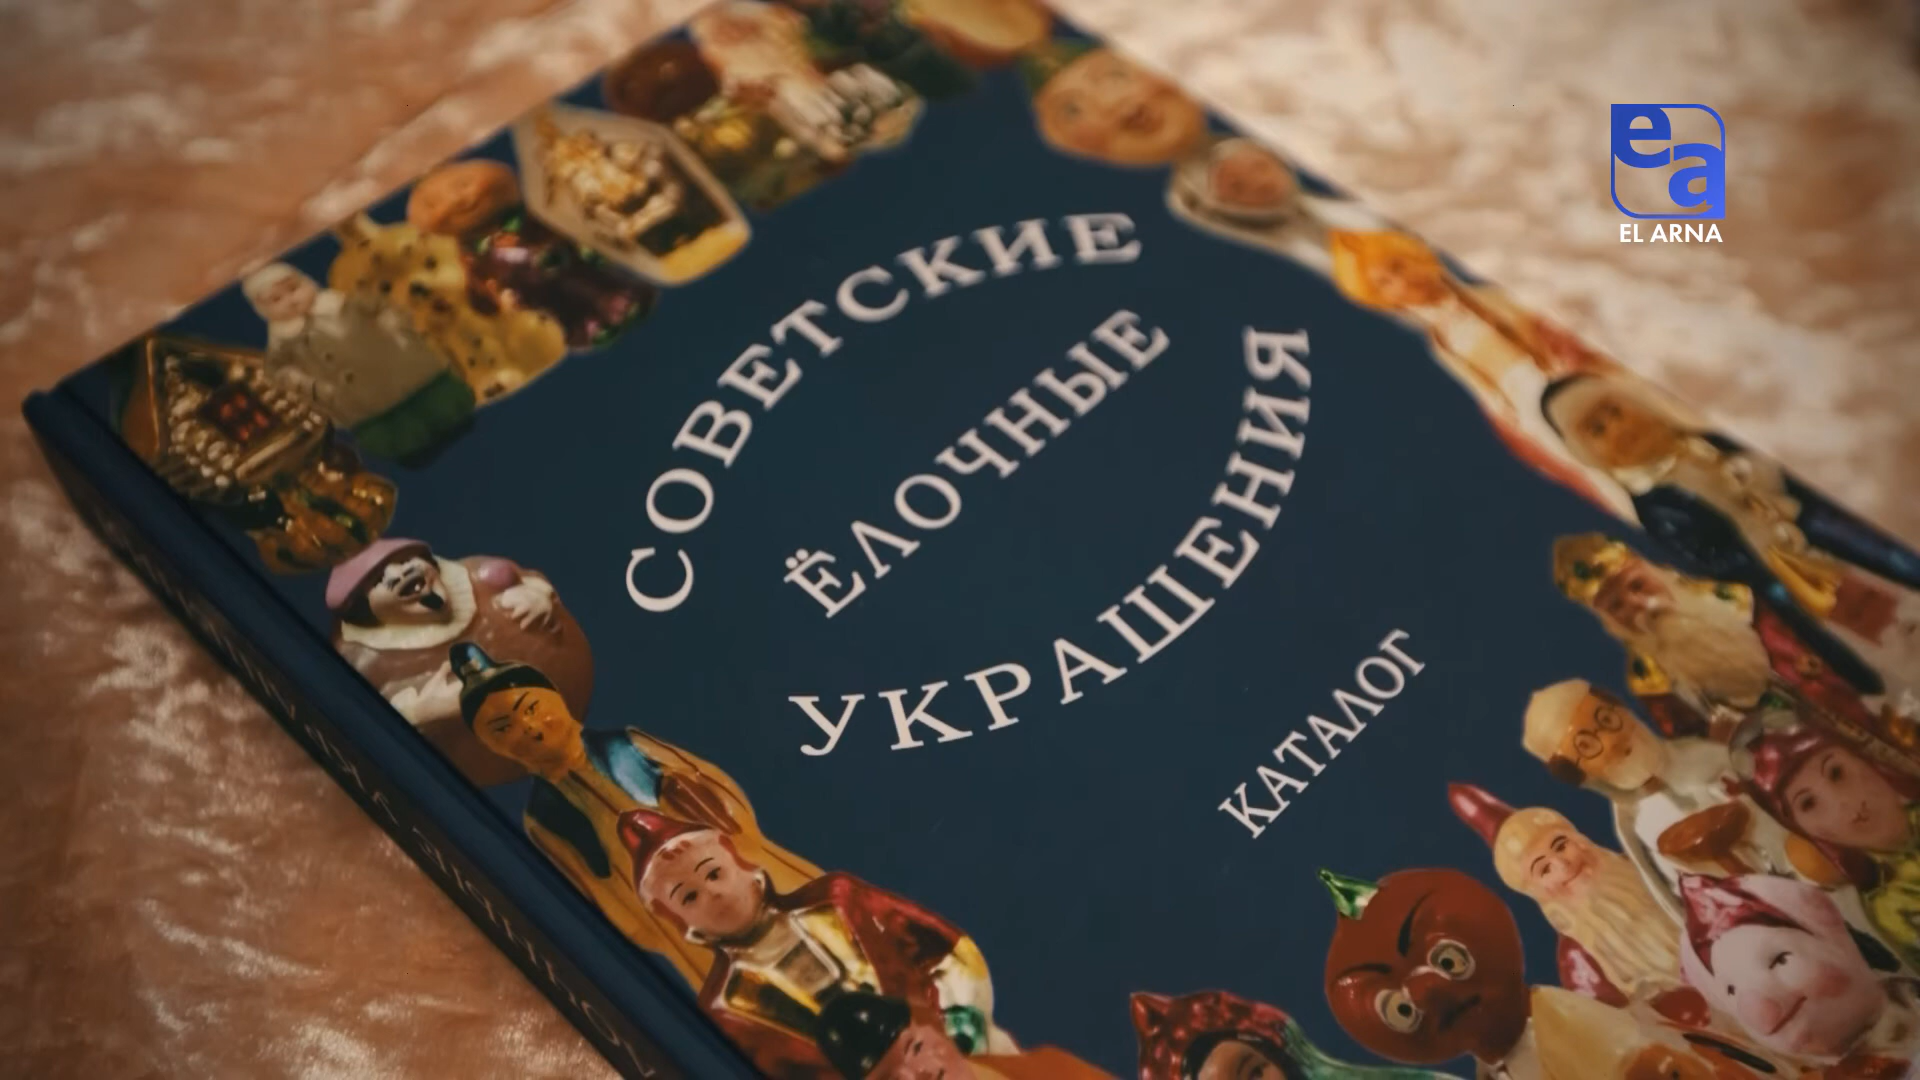 СОВЕТСКИЕ
ЁЛОЧНЫЕ
УКРАШЕНИЯ
КАТАЛОГ
ea
EL ARNA